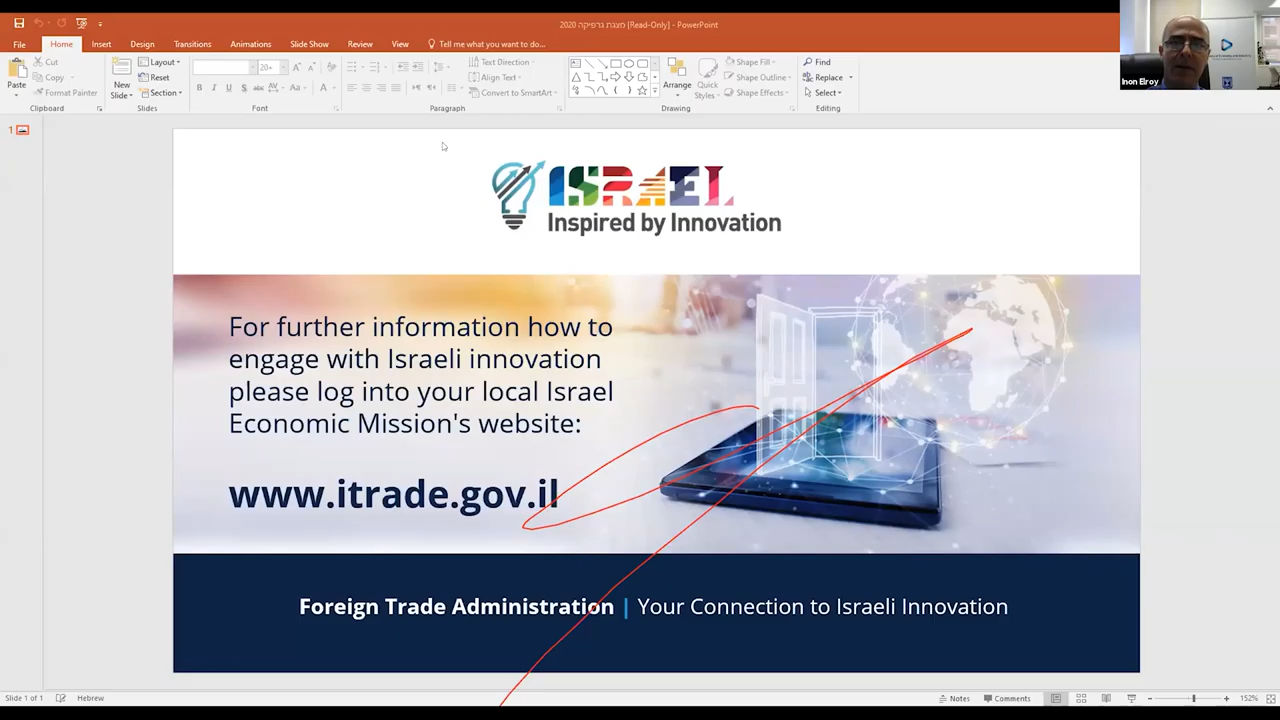 מצגת גרפיקה 2020 [Read-Only] - PowerPoint
File Home Insert Design Transitions Animations Slide Show Review View Tell me what you want to do...
Cut
Copy
Format Painter
Paste
Clipboard
New
Slide
Layout
Reset
Section
Slides
20+
B I U S abc AV Aa A
Font
Text Direction
Align Text
Convert to SmartArt
Paragraph
Arrange
Quick
Styles
Shape Fill
Shape Outline
Shape Effects
Drawing
Find
Replace
Select
Editing
Inon Elroy
1
ISRAEL
Inspired by Innovation
For further information how to
engage with Israeli innovation
please log into your local Israel
Economic Mission's website:
www.itrade.gov.il
Foreign Trade Administration | Your Connection to Israeli Innovation
Slide 1 of 1 Hebrew Notes Comments 152%